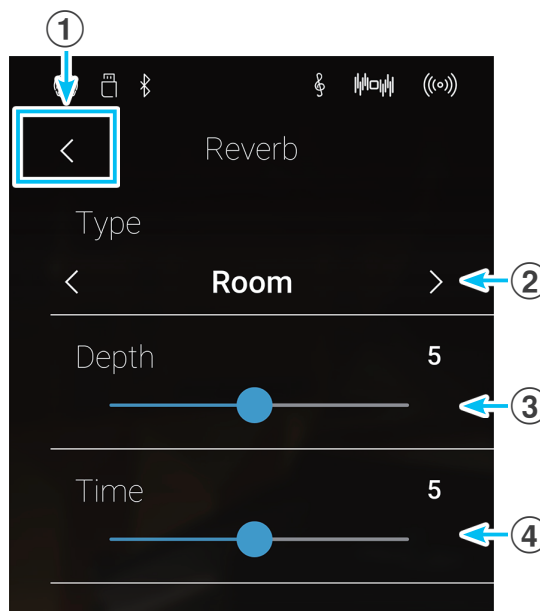 ①
Reverb
Type
Room
②
Depth 5
③
Time 5
④